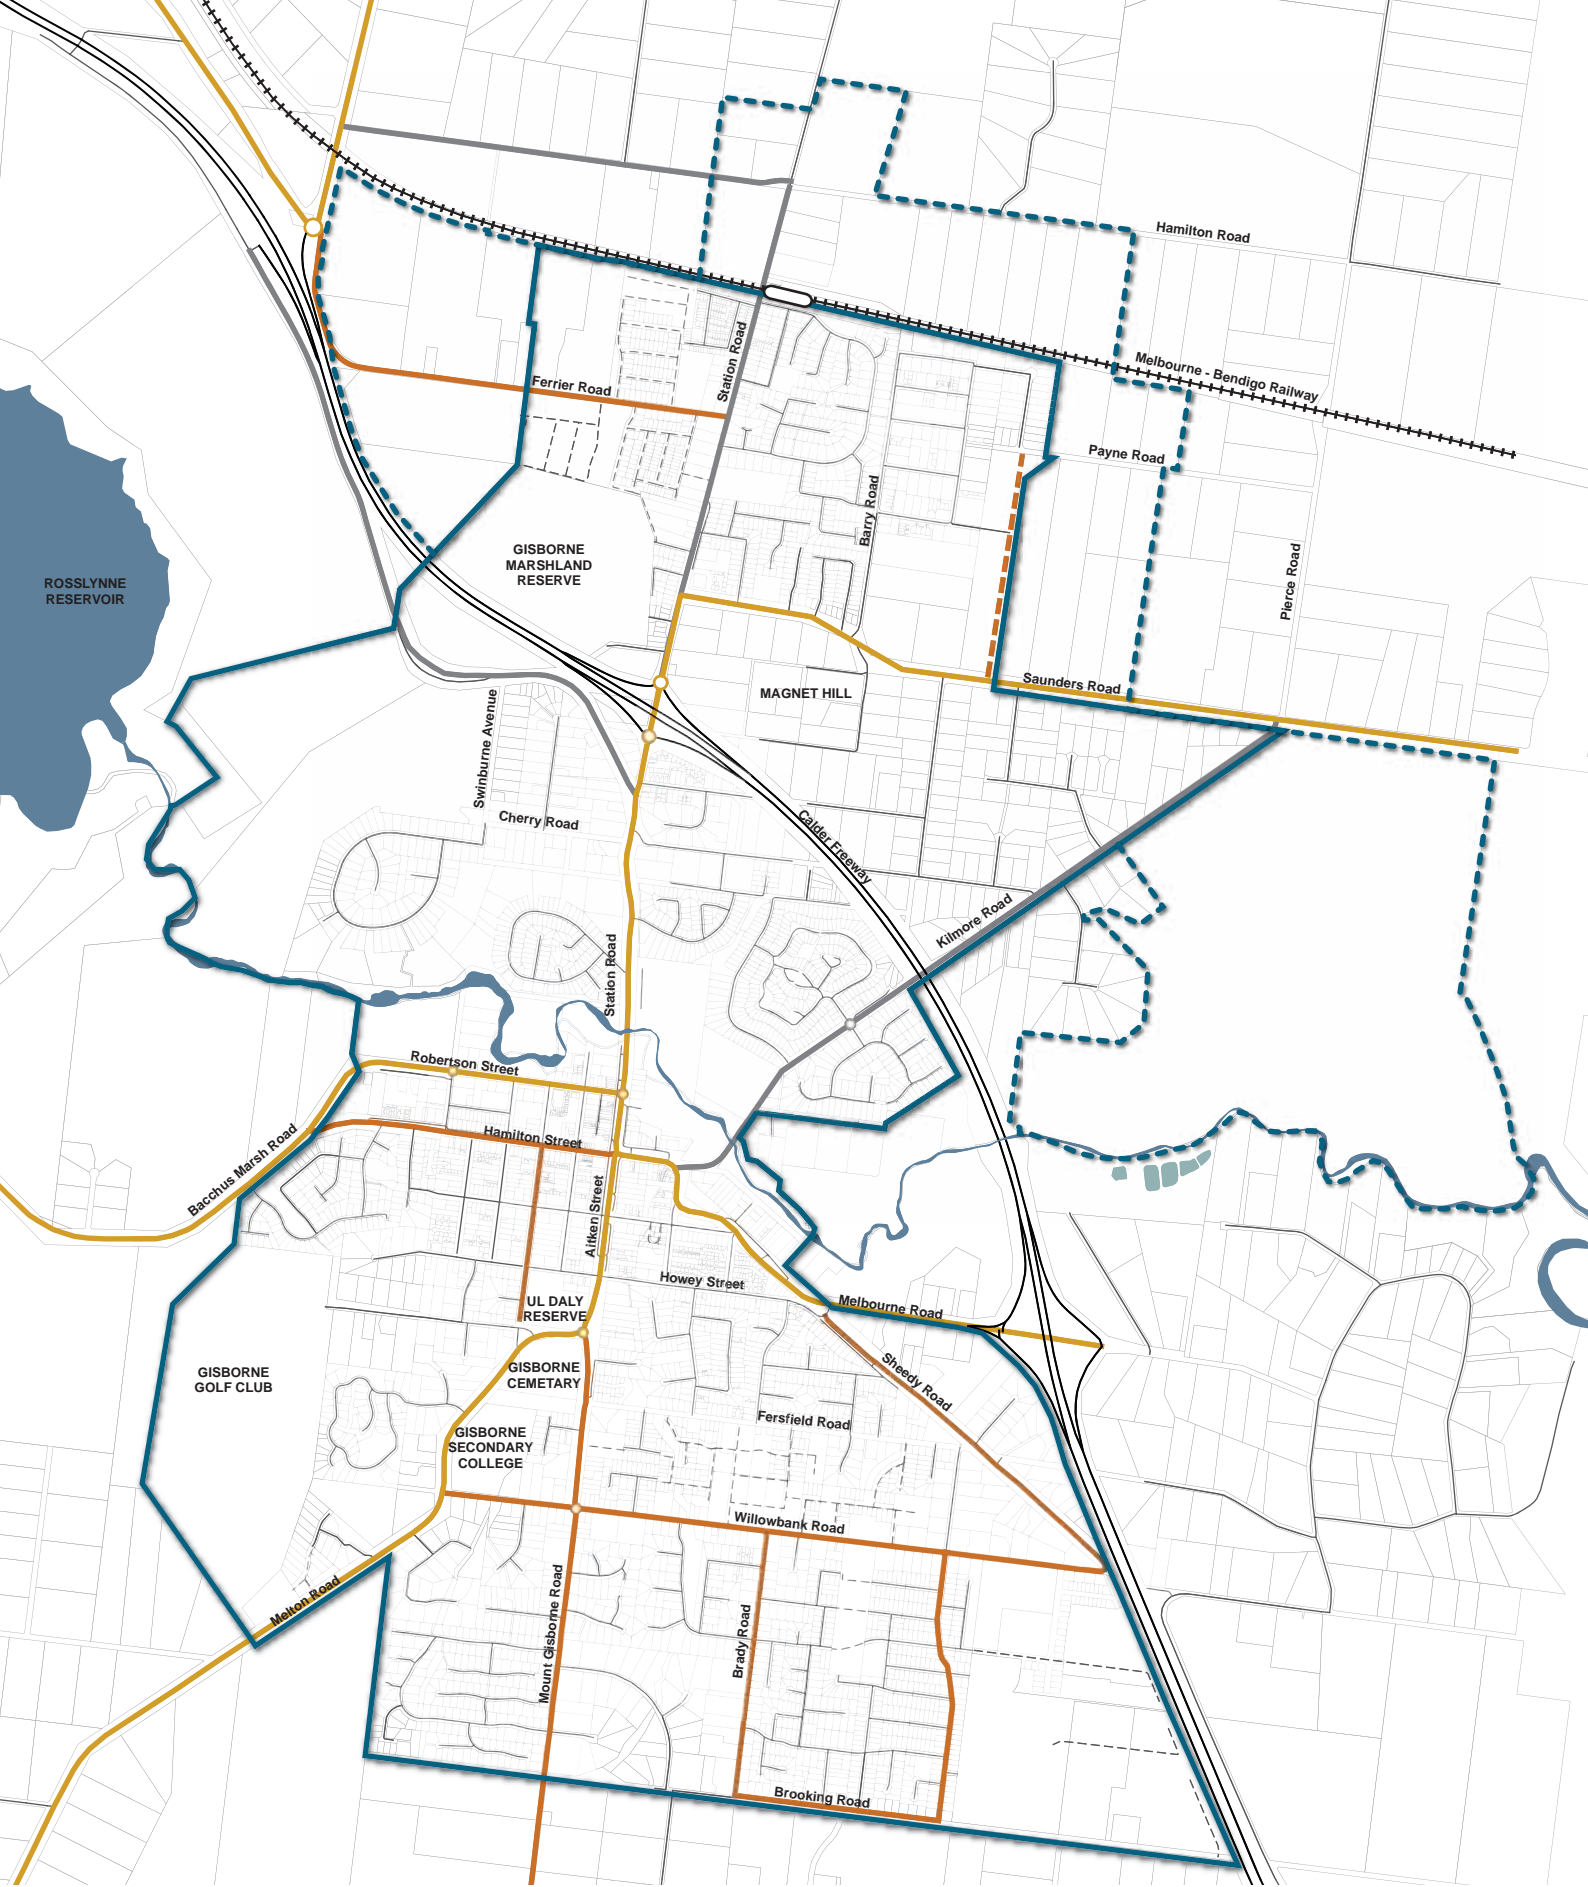 Hamilton Road
Melbourne - Bendigo Railway
Station Road
Ferrier Road
Payne Road
Barry Road
GISBORNE
MARSHLAND
RESERVE
ROSSLYNNE
RESERVOIR
Pierce Road
Saunders Road
MAGNET HILL
Swinburne Avenue
Cherry Road
Calder Freeway
Kilmore Road
Station Road
Robertson Street
Hamilton Street
Bacchus Marsh Road
Aitken Street
Howey Street
UL DALY
RESERVE
Melbourne Road
GISBORNE
GOLF CLUB
GISBORNE
CEMETARY
Sheedy Road
Fersfield Road
GISBORNE
SECONDARY
COLLEGE
Willowbank Road
Melton Road
Mount Gisborne Road
Brady Road
Brooking Road